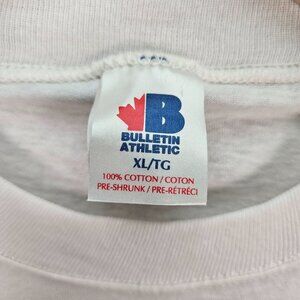 B
BULLETIN
ATHLETIC
XL/TG
100% COTTON / COTON
PRE-SHRUNK / PRE-RÉTRÉCI